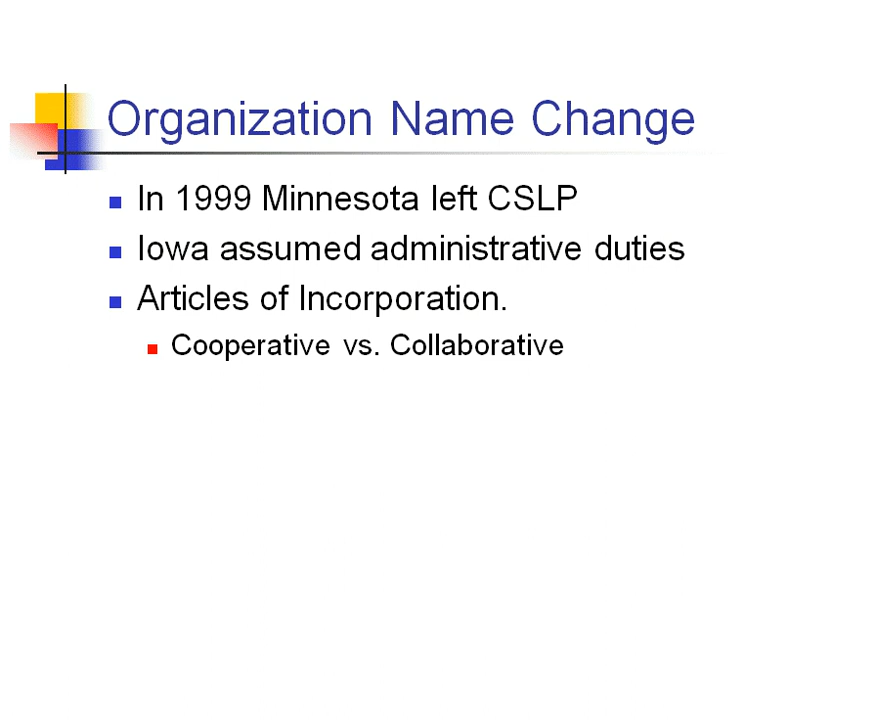 Organization Name Change
In 1999 Minnesota left CSLP
Iowa assumed administrative duties
Articles of Incorporation.
Cooperative vs. Collaborative